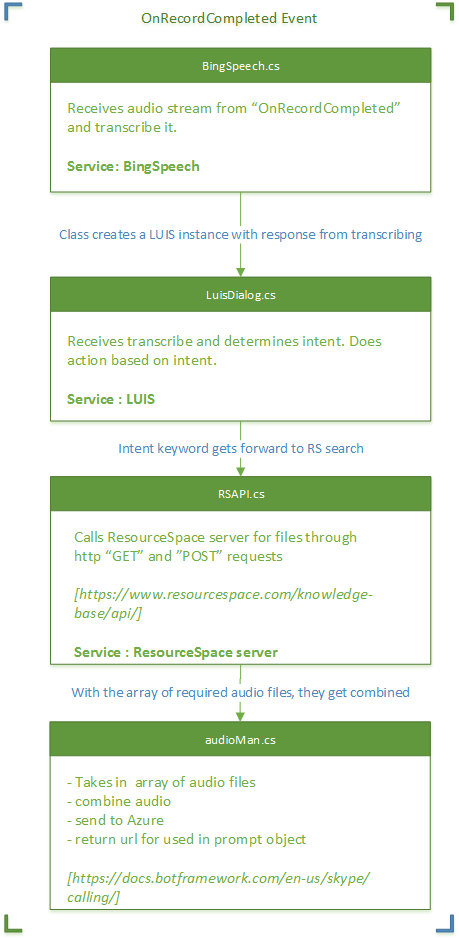 OnRecordCompleted Event
BingSpeech.cs
Receives audio stream from “OnRecordCompleted”
and transcribe it.
Service: BingSpeech
Class creates a LUIS instance with response from transcribing
LuisDialog.cs
Receives transcribe and determines intent. Does
action based on intent.
Service : LUIS
Intent keyword gets forward to RS search
RSAPI.cs
Calls ResourceSpace server for files through
http “GET” and ”POST” requests
[https://www.resourcespace.com/knowledge-
base/api/]
Service : ResourceSpace server
With the array of required audio files, they get combined
audioMan.cs
- Takes in  array of audio files
- combine audio
- send to Azure
- return url for used in prompt object
[https://docs.botframework.com/en-us/skype/
calling/]